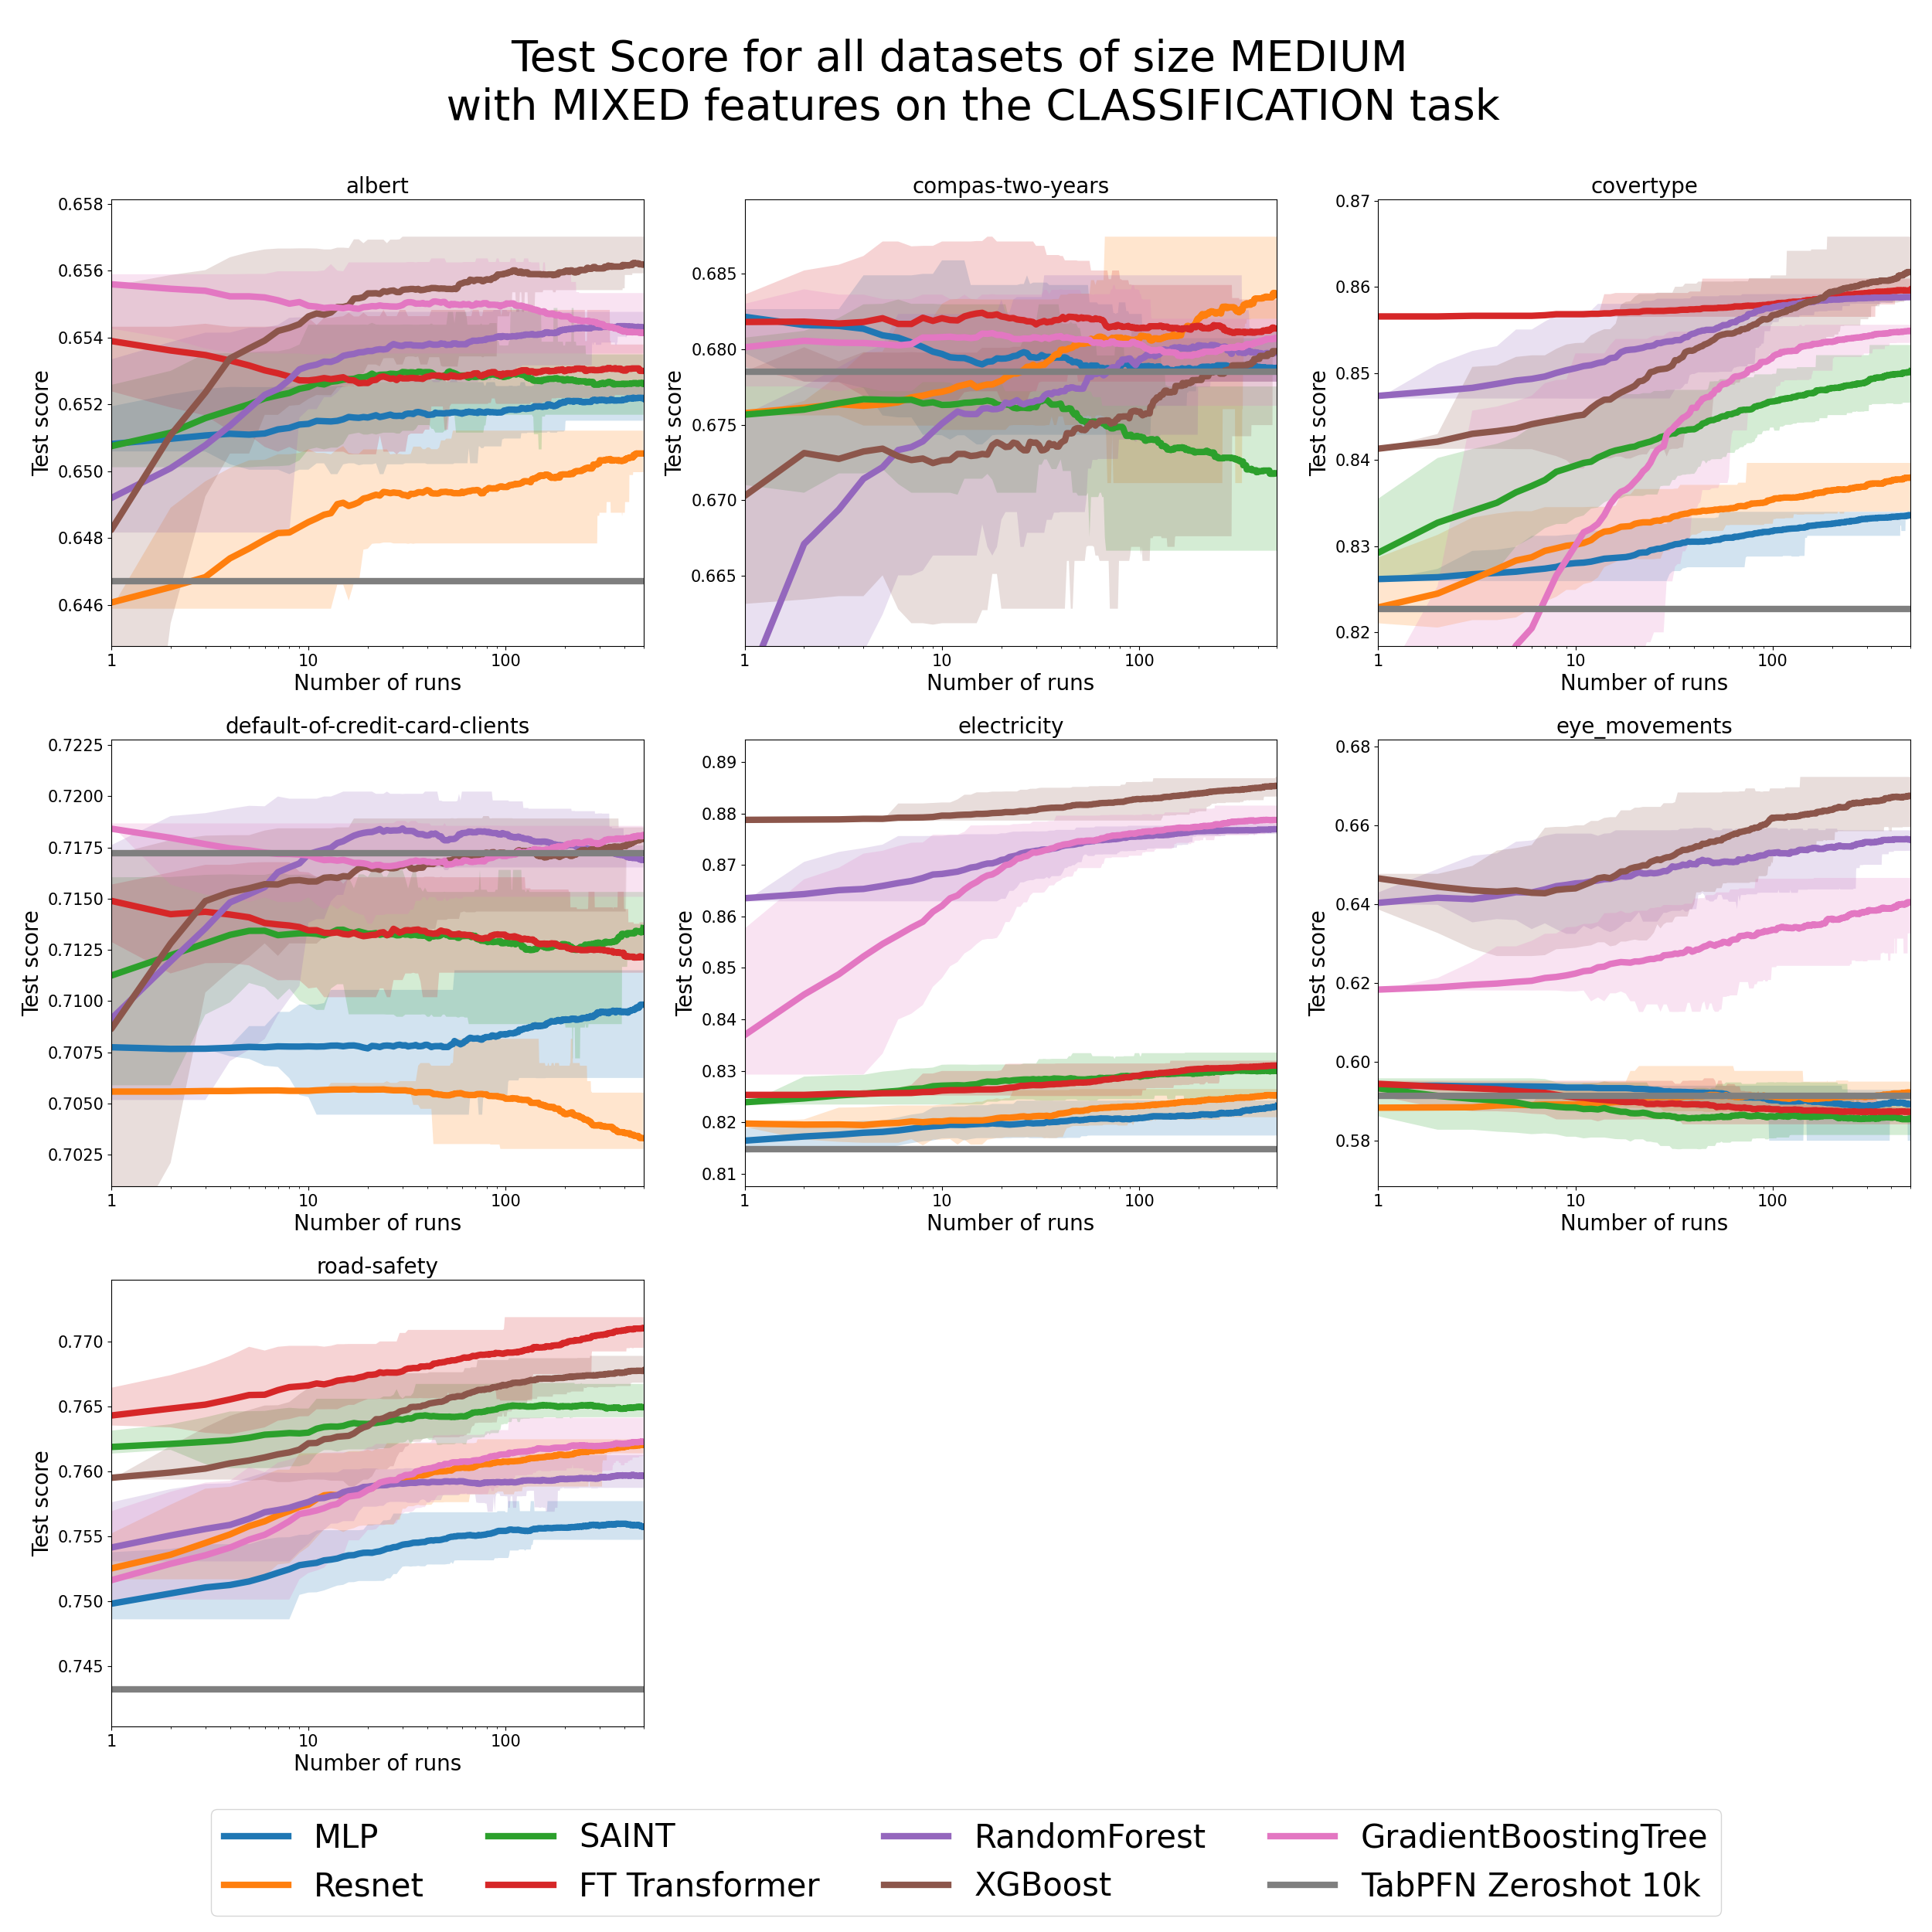 Test Score for all datasets of size MEDIUM
with MIXED features on the CLASSIFICATION task
albert
0.658
0.656
0.654
0.652
0.650
0.648
0.646
Test score
1 10 100
Number of runs
compas-two-years
0.685
0.680
0.675
0.670
0.665
Test score
1 10 100
Number of runs
covertype
0.87
0.86
0.85
0.84
0.83
0.82
Test score
1 10 100
Number of runs
default-of-credit-card-clients
0.7225
0.7200
0.7175
0.7150
0.7125
0.7100
0.7075
0.7050
0.7025
Test score
1 10 100
Number of runs
electricity
0.89
0.88
0.87
0.86
0.85
0.84
0.83
0.82
0.81
Test score
1 10 100
Number of runs
eye_movements
0.68
0.66
0.64
0.62
0.60
0.58
Test score
1 10 100
Number of runs
road-safety
0.770
0.765
0.760
0.755
0.750
0.745
Test score
1 10 100
Number of runs
MLP SAINT RandomForest GradientBoostingTree
Resnet FT Transformer XGBoost TabPFN Zeroshot 10k